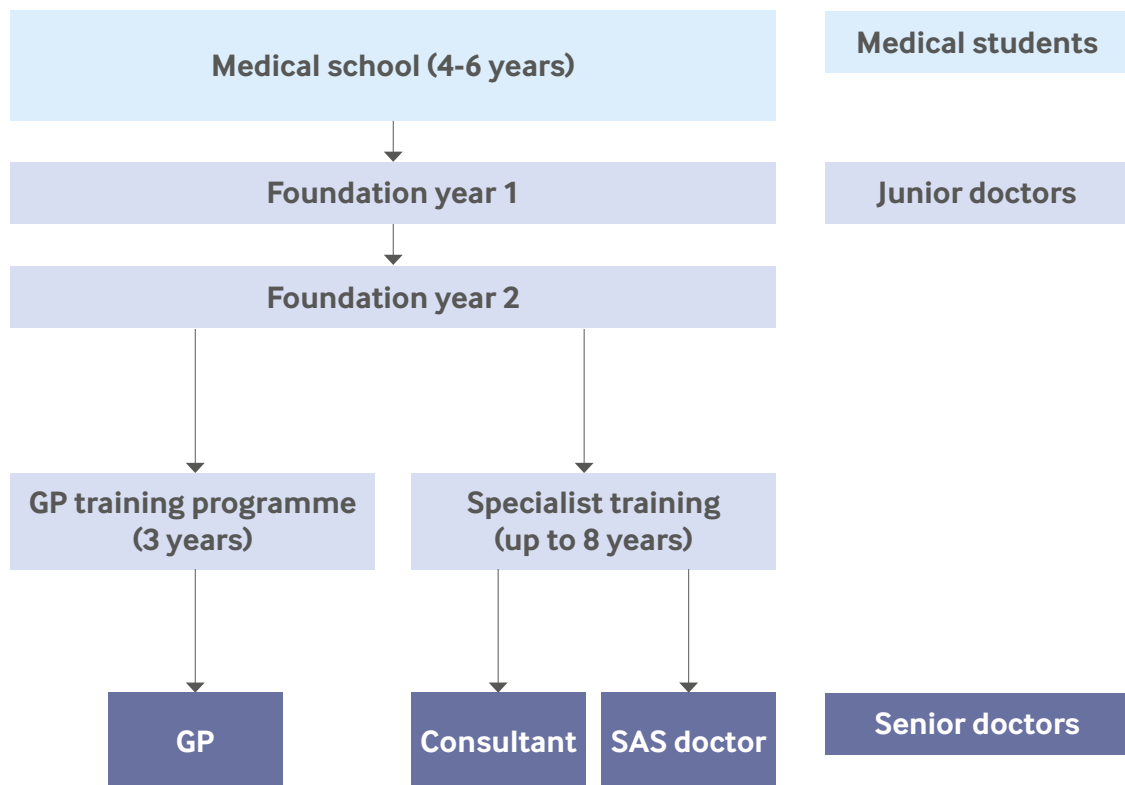 Medical school (4-6 years)
Medical students
Foundation year 1
Junior doctors
Foundation year 2
GP training programme
(3 years)
Specialist training
(up to 8 years)
GP
Consultant
SAS doctor
Senior doctors